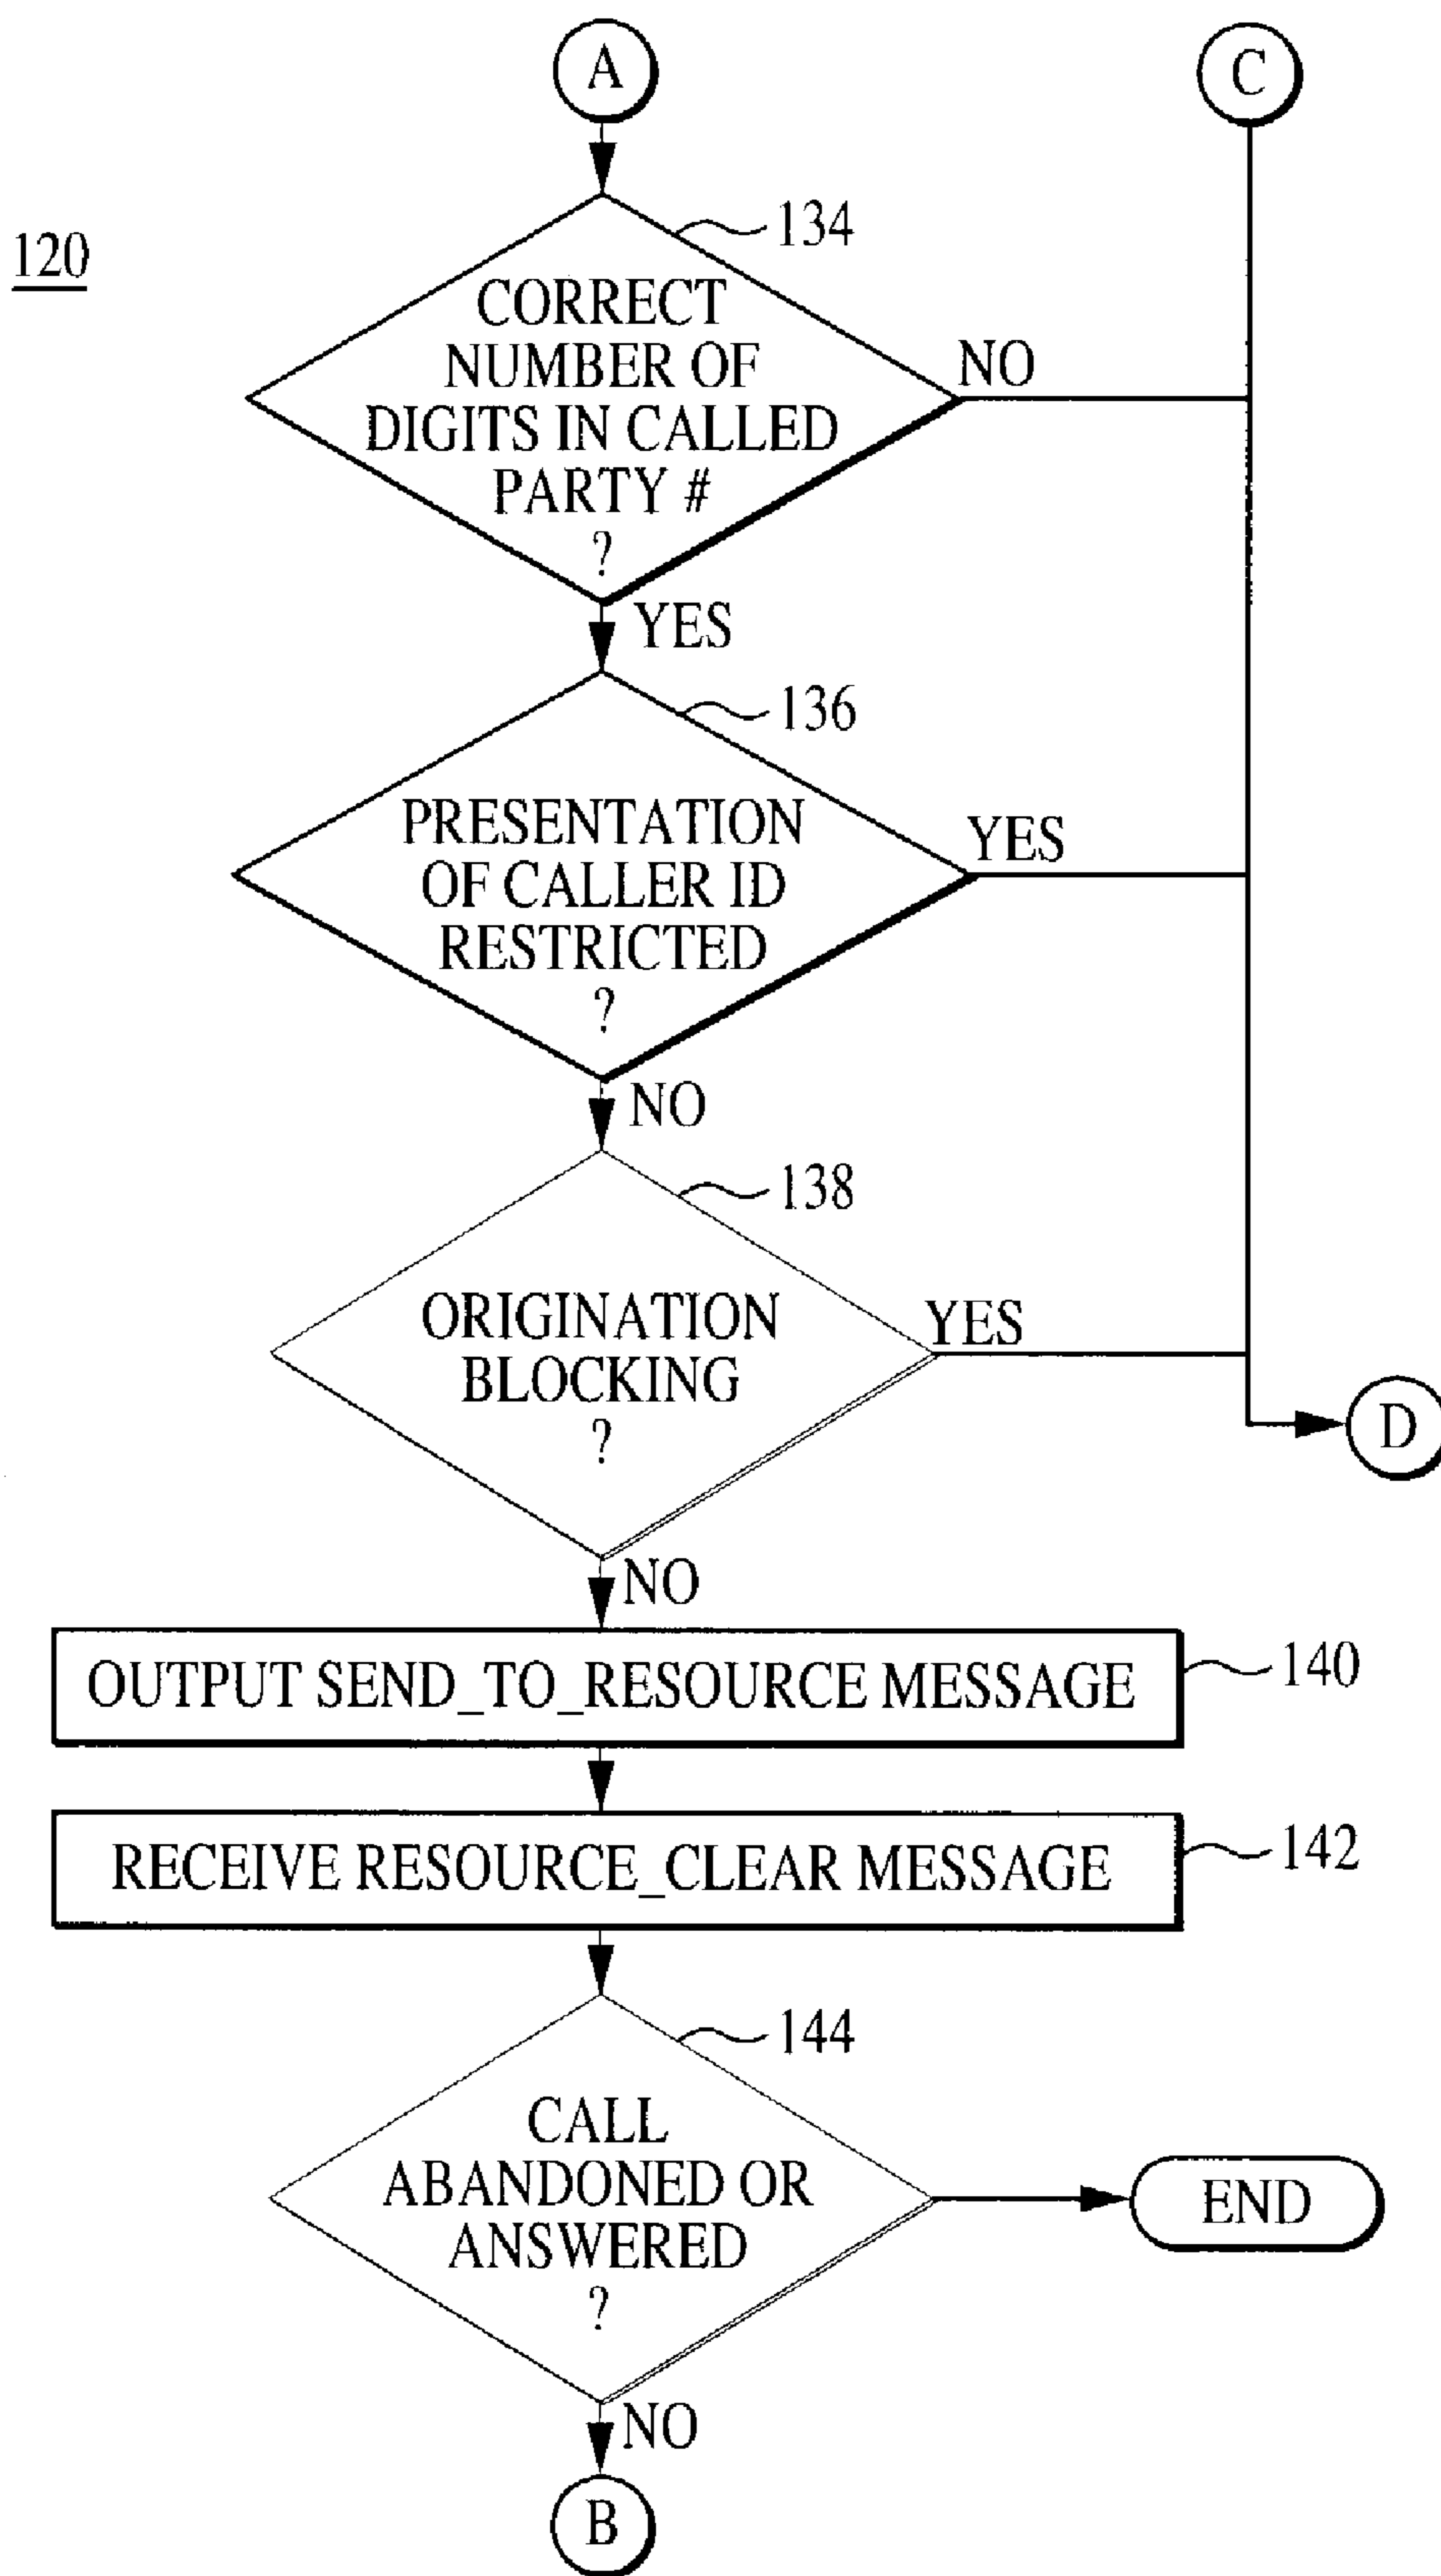 A
C
120
134
CORRECT
NUMBER OF
DIGITS IN CALLED
PARTY #
?
NO
YES
136
PRESENTATION
OF CALLER ID
RESTRICTED
?
YES
NO
138
ORIGINATION
BLOCKING
?
YES
D
NO
OUTPUT SEND_TO_RESOURCE MESSAGE
140
RECEIVE RESOURCE_CLEAR MESSAGE
142
144
CALL
ABANDONED OR
ANSWERED
?
END
NO
B